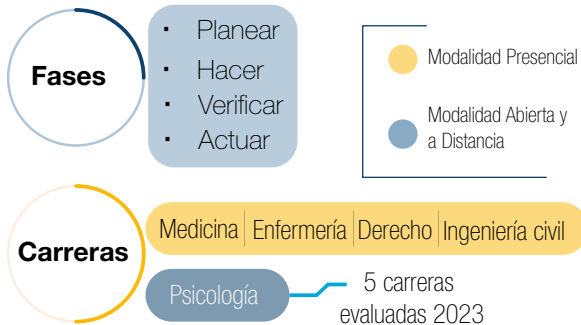 Fases
· Planear
· Hacer
· Verificar
· Actuar
Modalidad Presencial
Modalidad Abierta y
a Distancia
Carreras
Medicina Enfermería Derecho Ingeniería civil
Psicología
5 carreras
evaluadas 2023